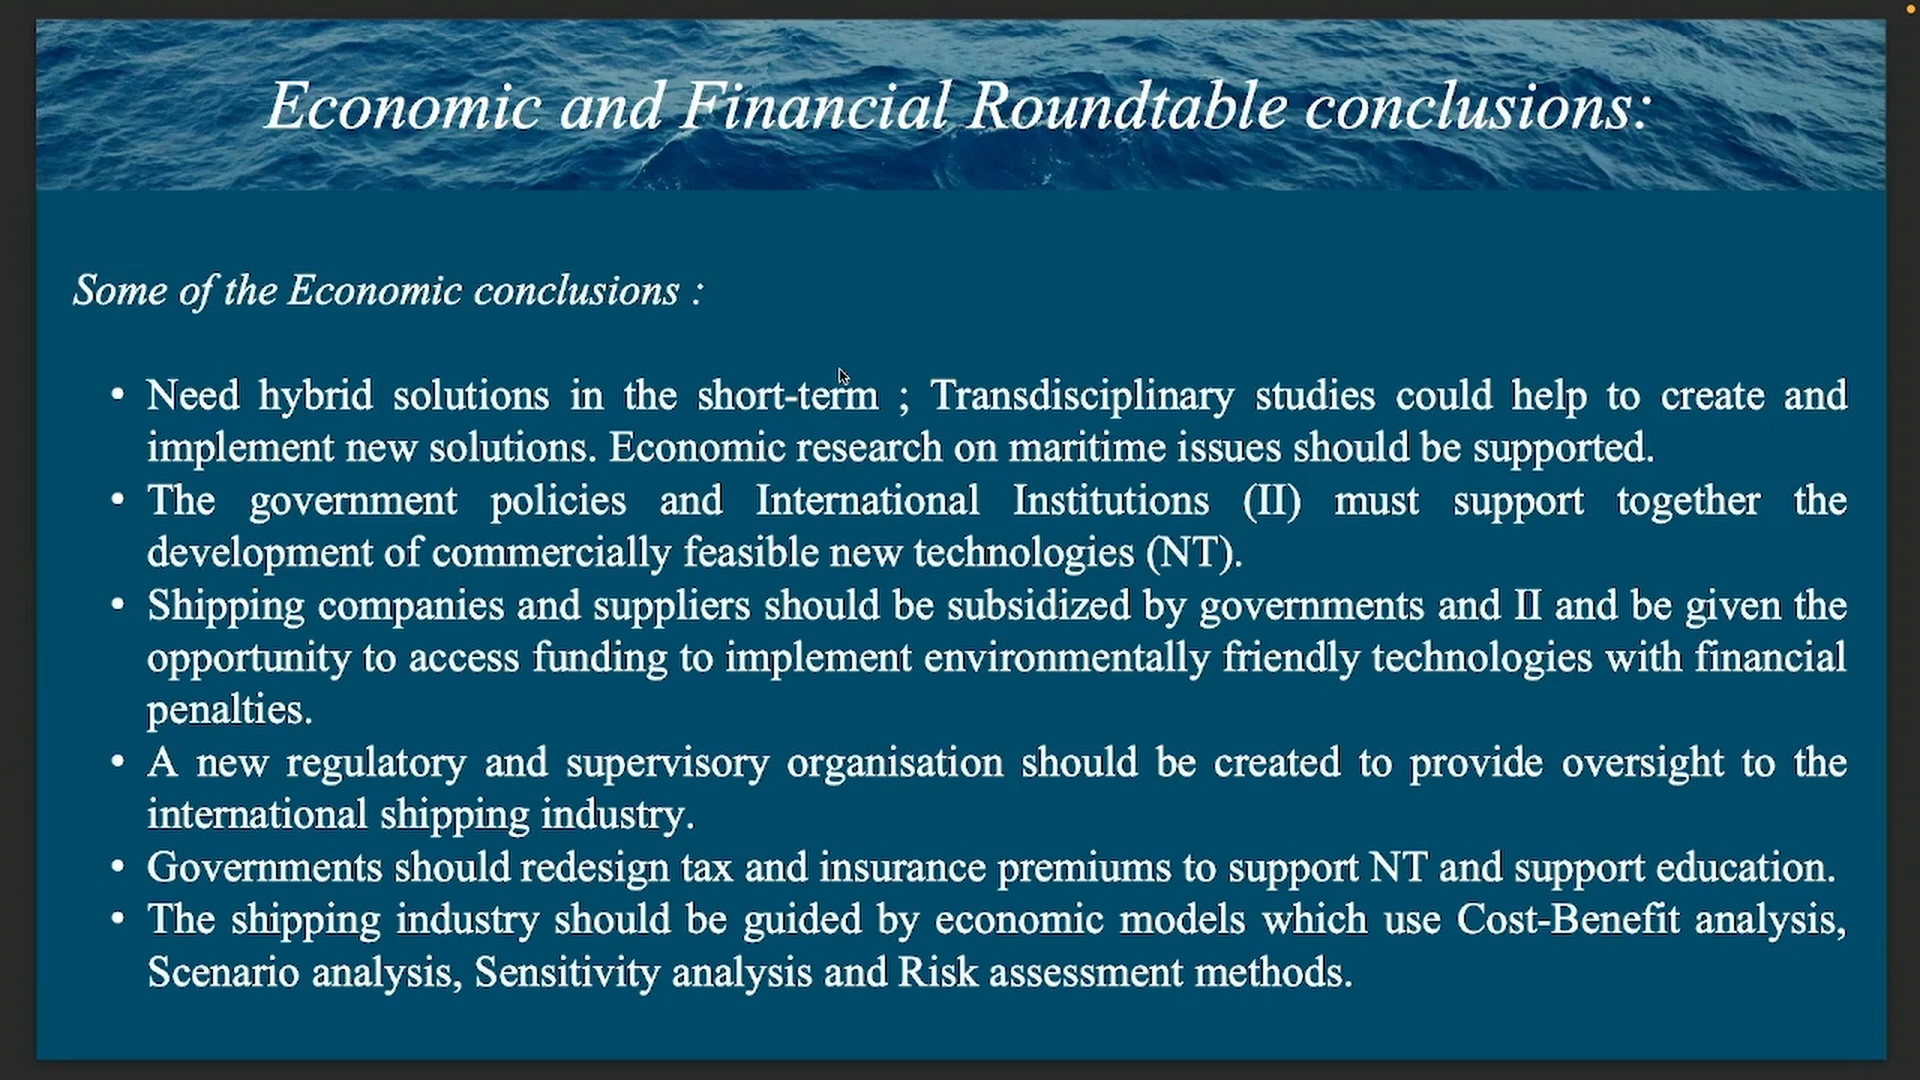 Economic and Financial Roundtable conclusions:
Some of the Economic conclusions :
• Need hybrid solutions in the short-term ; Transdisciplinary studies could help to create and
implement new solutions. Economic research on maritime issues should be supported.
• The government policies and International Institutions (II) must support together the
development of commercially feasible new technologies (NT).
• Shipping companies and suppliers should be subsidized by governments and II and be given the
opportunity to access funding to implement environmentally friendly technologies with financial
penalties.
• A new regulatory and supervisory organisation should be created to provide oversight to the
international shipping industry.
• Governments should redesign tax and insurance premiums to support NT and support education.
• The shipping industry should be guided by economic models which use Cost-Benefit analysis,
Scenario analysis, Sensitivity analysis and Risk assessment methods.